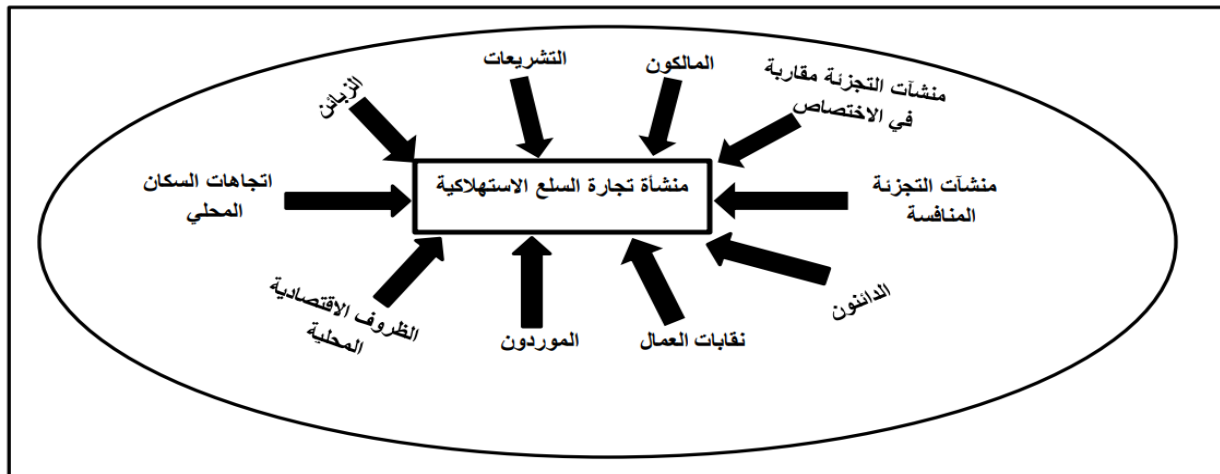 المالكون
التشريعات
الزبائن
منشآت التجزئة مقاربة
في الاختصاص
منشأة تجارة السلع الاستهلاكية
منشآت التجزئة
المنافسة
اتجاهات السكان
المحلي
الدائنون
نقابات العمال
الموردون
الظروف الاقتصادية
المحلية